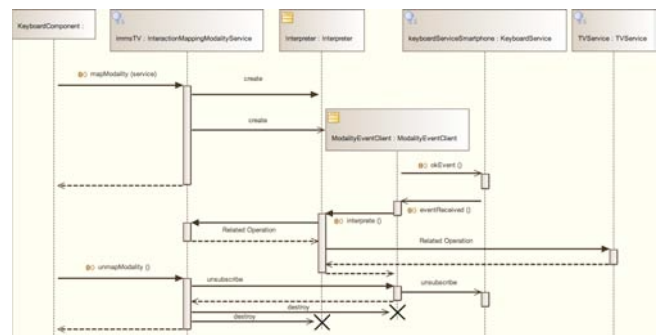 KeyboardComponent :
immsTV : InteractionMappingModalityService
Interpreter : Interpreter
keyboardServiceSmartphone : KeyboardService
TVService : TVService
mapModality (service)
create
create
ModalityEventClient : ModalityEventClient
okEvent ()
eventReceived ()
interprete ()
Related Operation
Related Operation
unmapModality ()
unsubscribe
unsubscribe
destroy
destroy